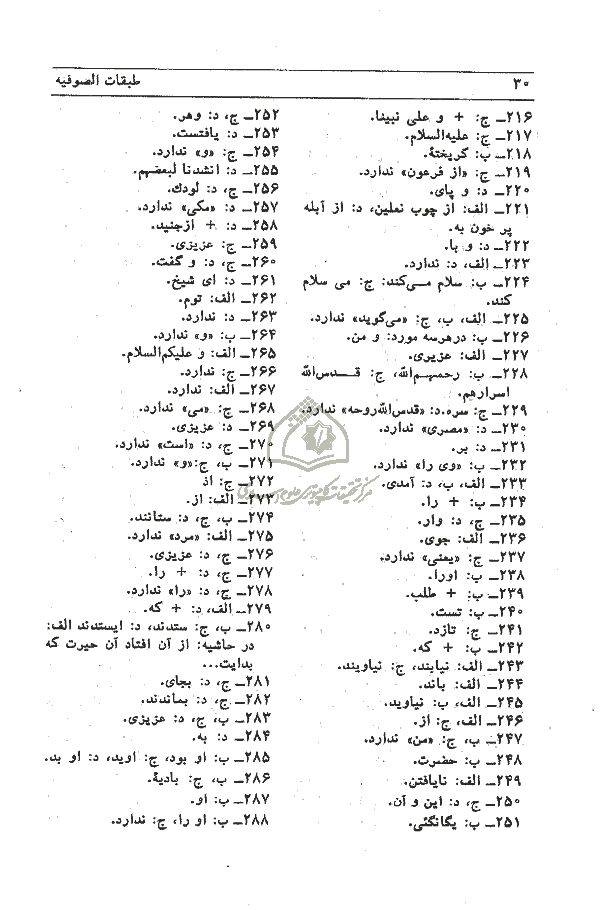 ۳۰
طبقات الصوفیه
۲۱۶ـ ج: + و علی نبینا.
۲۱۷ـ ج: علیه‌السلام.
۲۱۸ـ ب: گریختهٔ.
۲۱۹ـ ج: «از فرعون» ندارد.
۲۲۰ـ د: و پای.
۲۲۱ـ الف: از چوب نعلین، د: از آبله
پر خون به.
۲۲۲ـ د: و با.
۲۲۳ـ الف، د: ندارد.
۲۲۴ـ ب: سلام می‌کند: ج: می سلام
کند.
۲۲۵ـ الف، ب، ج: «می‌گوید» ندارد.
۲۲۶ـ ب: درهرسه مورد: و من.
۲۲۷ـ الف: عزیری.
۲۲۸ـ ب: رحمهم‌الله، ج: قدس‌الله
اسرارهم.
۲۲۹ـ ج: سره.د: «قدس‌الله‌روحه» ندارد.
۲۳۰ـ د: «مصری» ندارد.
۲۳۱ـ د: بر.
۲۳۲ـ ب: «وی را» ندارد.
۲۳۳ـ الف، ب، د: آمدی.
۲۳۴ـ ب: + را.
۲۳۵ـ ج، د: وار.
۲۳۶ـ الف: جوی.
۲۳۷ـ ج: «یعنی» ندارد.
۲۳۸ـ ب: اورا.
۲۳۹ـ ب: + طلب.
۲۴۰ـ ب: تست.
۲۴۱ـ ج: تازد.
۲۴۲ـ ب: + که.
۲۴۳ـ الف: نیابند، ج: نیاویند.
۲۴۴ـ الف: باند.
۲۴۵ـ الف، ب: نیاوید.
۲۴۶ـ الف، ج: از.
۲۴۷ـ ب، ج: «من» ندارد.
۲۴۸ـ ب: حضرت.
۲۴۹ـ الف: نایافتن.
۲۵۰ـ ج، د: این و آن.
۲۵۱ـ ب: یگانگئی.
۲۵۲ـ ج، د: وهر.
۲۵۳ـ د: یافتست.
۲۵۴ـ ج: «و» ندارد.
۲۵۵ـ د: انشدنا لبعضهم.
۲۵۶ـ ج، د: لودك.
۲۵۷ـ د: «مکی» ندارد.
۲۵۸ـ د: + ازجنید.
۲۵۹ـ ج: عزیزی.
۲۶۰ـ ج، د: و گفت.
۲۶۱ـ د: ای شیخ.
۲۶۲ـ الف: توم.
۲۶۳ـ د: ندارد.
۲۶۴ـ ب: «و» ندارد.
۲۶۵ـ الف: و علیکم‌السلام.
۲۶۶ـ ج: ندارد.
۲۶۷ـ الف: ندارد.
۲۶۸ـ ج: «می» ندارد.
۲۶۹ـ د: عزیزی.
۲۷۰ـ ج، د: «است» ندارد.
۲۷۱ـ ب، ج:«و» ندارد.
۲۷۲ـ ج: اذ
۲۷۳ـ الف: از.
۲۷۴ـ ب، ج، د: ستانند.
۲۷۵ـ الف: «مرد» ندارد.
۲۷۶ـ ج، د: عزیزی.
۲۷۷ـ ج، د: + را.
۲۷۸ـ ج، د: «را» ندارد.
۲۷۹ـ الف، د: + که.
۲۸۰ـ ب، ج: ستدند، د: ایستدند الف:
در حاشیه: از آن افتاد آن حیرت که
بدایت...
۲۸۱ـ ج، د: بجای.
۲۸۲ـ ج، د: بماندند.
۲۸۳ـ ب، ج، د: عزیزی.
۲۸۴ـ د: به.
۲۸۵ـ ب: او بود، ج: اوید، د: او بد.
۲۸۶ـ ب، ج: بادیهٔ.
۲۸۷ـ ب: او.
۲۸۸ـ ب: او را، ج: ندارد.